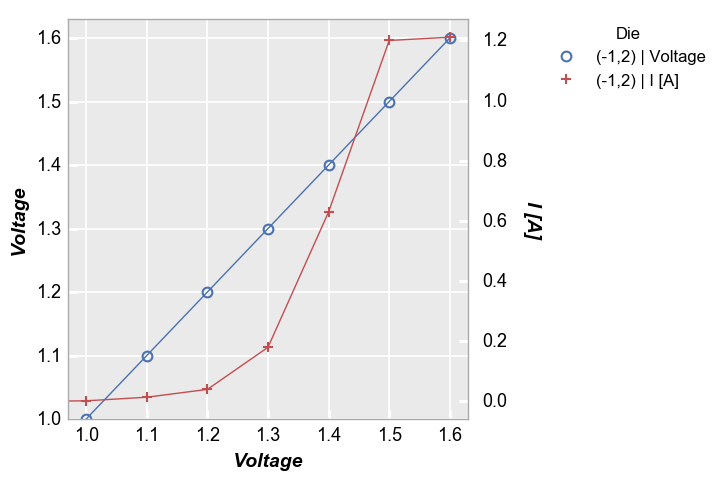 Die
(-1,2) | Voltage
(-1,2) | I [A]
Voltage
1.6
1.5
1.4
1.3
1.2
1.1
1.0
1.2
1.0
0.8
0.6
0.4
0.2
0.0
I [A]
1.0 1.1 1.2 1.3 1.4 1.5 1.6
Voltage